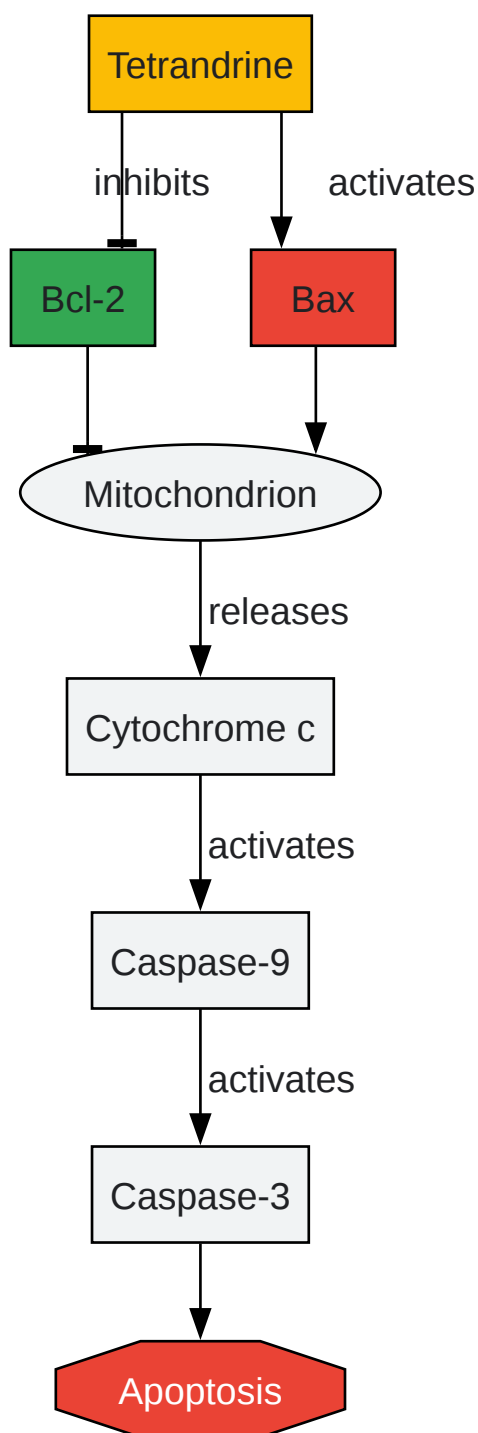 Tetrandrine
inhibits
activates
Bcl-2
Bax
Mitochondrion
releases
Cytochrome c
activates
Caspase-9
activates
Caspase-3
Apoptosis